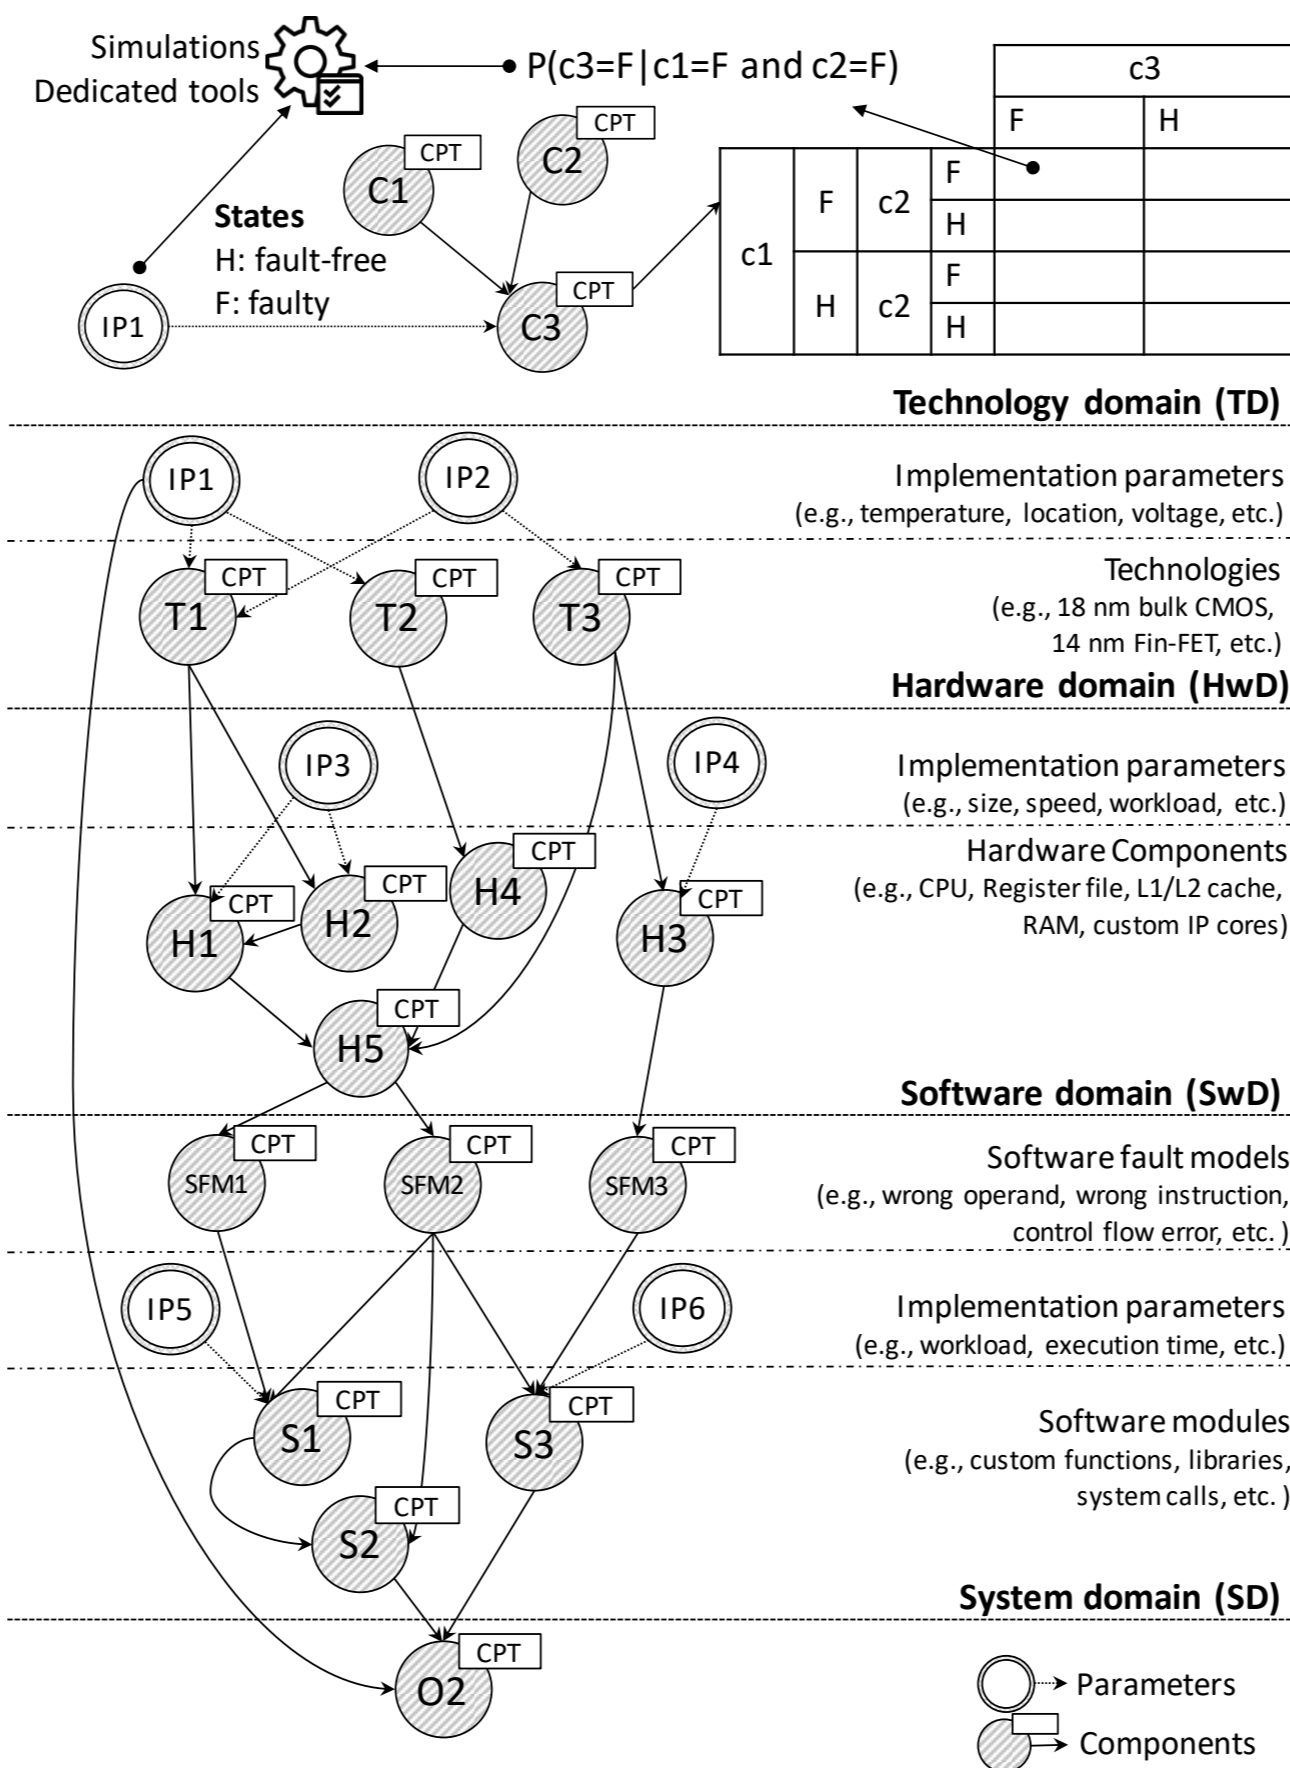 Simulations
Dedicated tools
P(c3=F|c1=F and c2=F)
c3
F H
CPT
C1
CPT
C2
States
H: fault-free
F: faulty
IP1
CPT
C3
c1
F c2 F
H
H c2 F
H
Technology domain (TD)
IP1
IP2
Implementation parameters
(e.g., temperature, location, voltage, etc.)
CPT
T1
CPT
T2
CPT
T3
Technologies
(e.g., 18 nm bulk CMOS,
14 nm Fin-FET, etc.)
Hardware domain (HwD)
IP3
IP4
Implementation parameters
(e.g., size, speed, workload, etc.)
Hardware Components
(e.g., CPU, Register file, L1/L2 cache,
RAM, custom IP cores)
CPT
H1
CPT
H2
CPT
H4
CPT
H3
CPT
H5
Software domain (SwD)
CPT
SFM1
CPT
SFM2
CPT
SFM3
Software fault models
(e.g., wrong operand, wrong instruction,
control flow error, etc. )
IP5
IP6
Implementation parameters
(e.g., workload, execution time, etc.)
CPT
S1
CPT
S3
CPT
S2
Software modules
(e.g., custom functions, libraries,
system calls, etc. )
System domain (SD)
CPT
O2
Parameters
Components